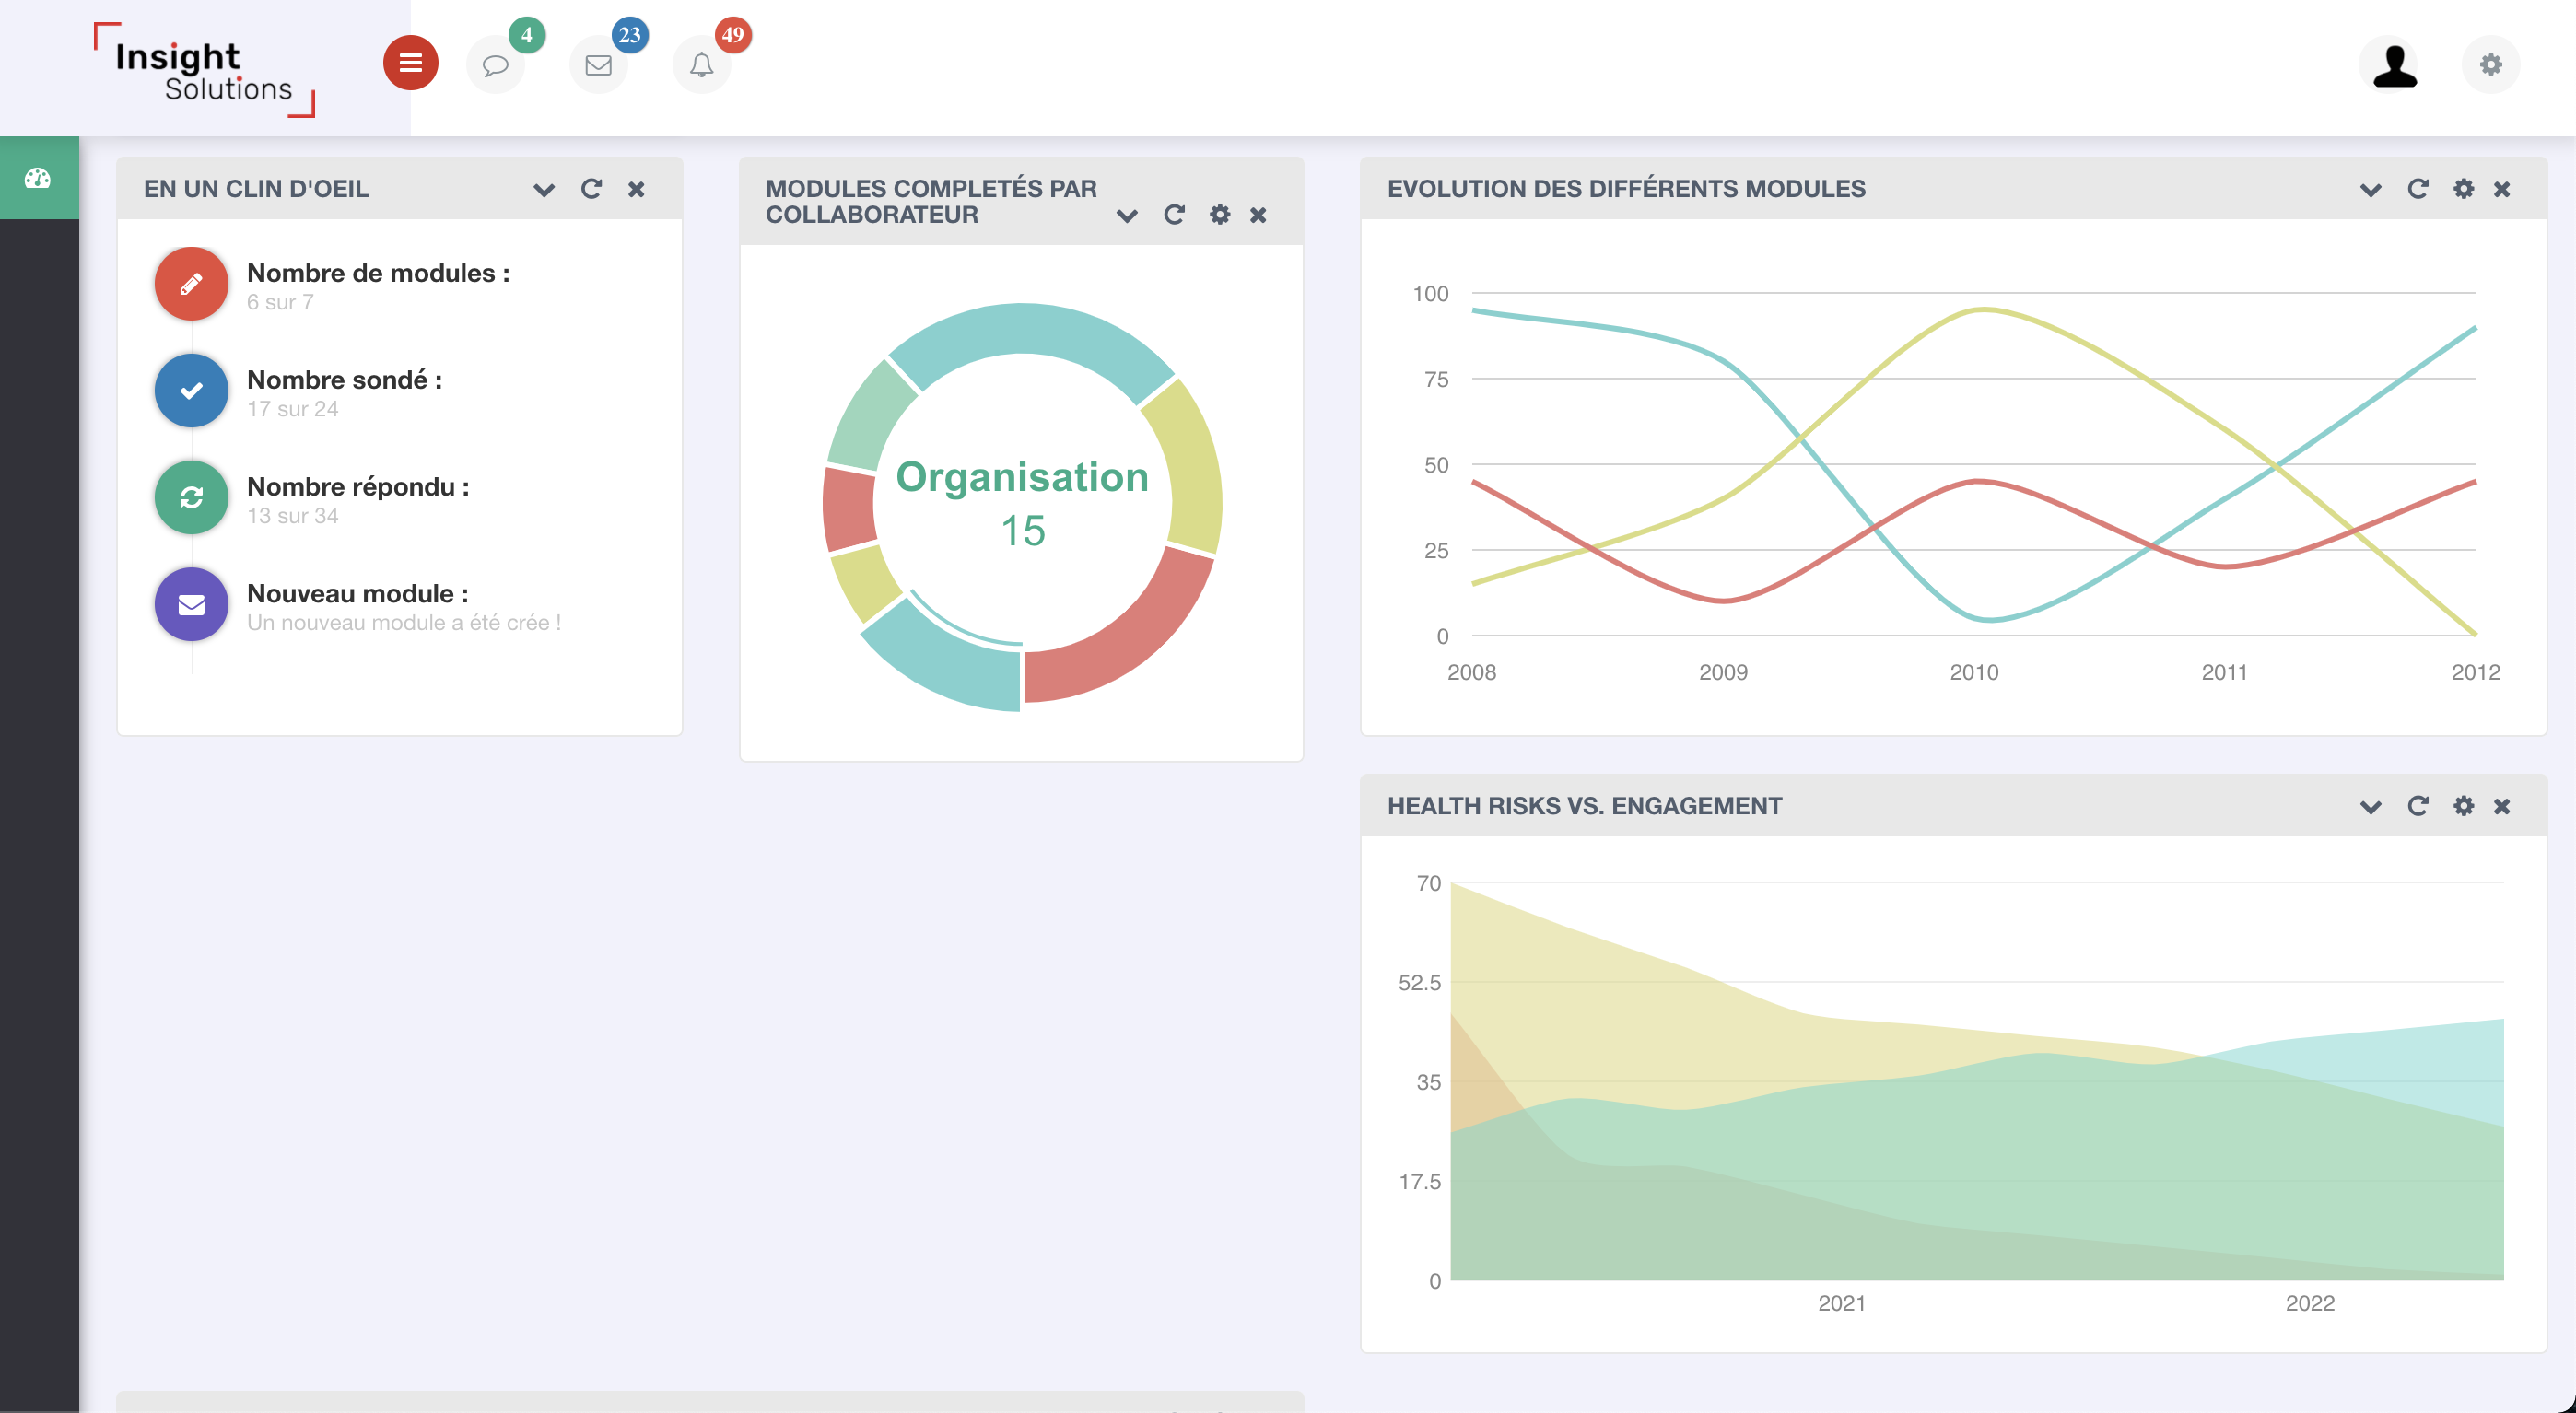 Insight
Solutions
4
23
49
EN UN CLIN D'OEIL
Nombre de modules :
6 sur 7
Nombre sondé :
17 sur 24
Nombre répondu :
13 sur 34
Nouveau module :
Un nouveau module a été crée !
MODULES COMPLETÉS PAR
COLLABORATEUR
Organisation
15
EVOLUTION DES DIFFÉRENTS MODULES
100
75
50
25
0
2008
2009
2010
2011
2012
HEALTH RISKS VS. ENGAGEMENT
70
52.5
35
17.5
0
2021
2022